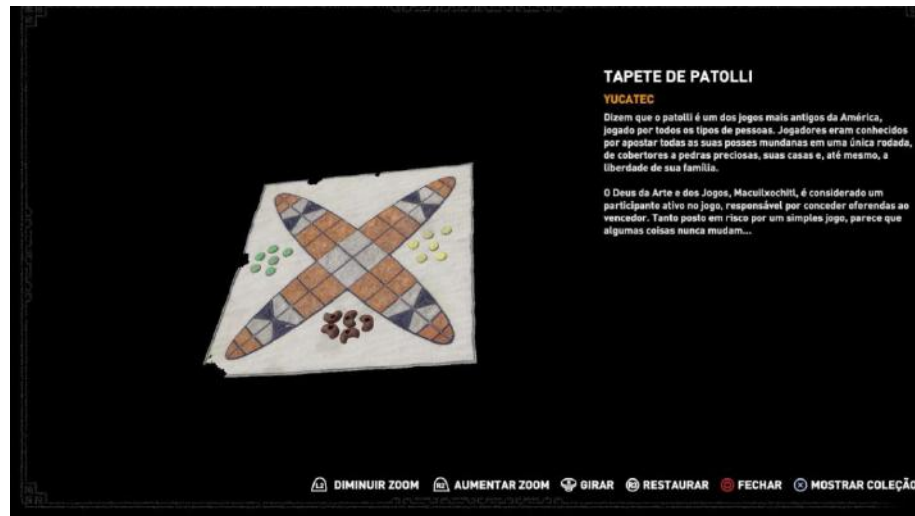 TAPETE DE PATOLLI
YUCATEC
Dizem que o patolli é um dos jogos mais antigos da América,
jogado por todos os tipos de pessoas. Jogadores eram conhecidos
por apostar todas as suas posses mundanas em uma única rodada,
de cobertores a pedras preciosas, suas casas e, até mesmo, a
liberdade de sua família.
O Deus da Arte e dos Jogos, Macuilxochitl, é considerado um
participante ativo no jogo, responsável por conceder oferendas ao
vencedor. Tanto posto em risco por um simples jogo, parece que
algumas coisas nunca mudam...
L2 DIMINUIR ZOOM R2 AUMENTAR ZOOM GIRAR R3 RESTAURAR FECHAR MOSTRAR COLEÇÃO